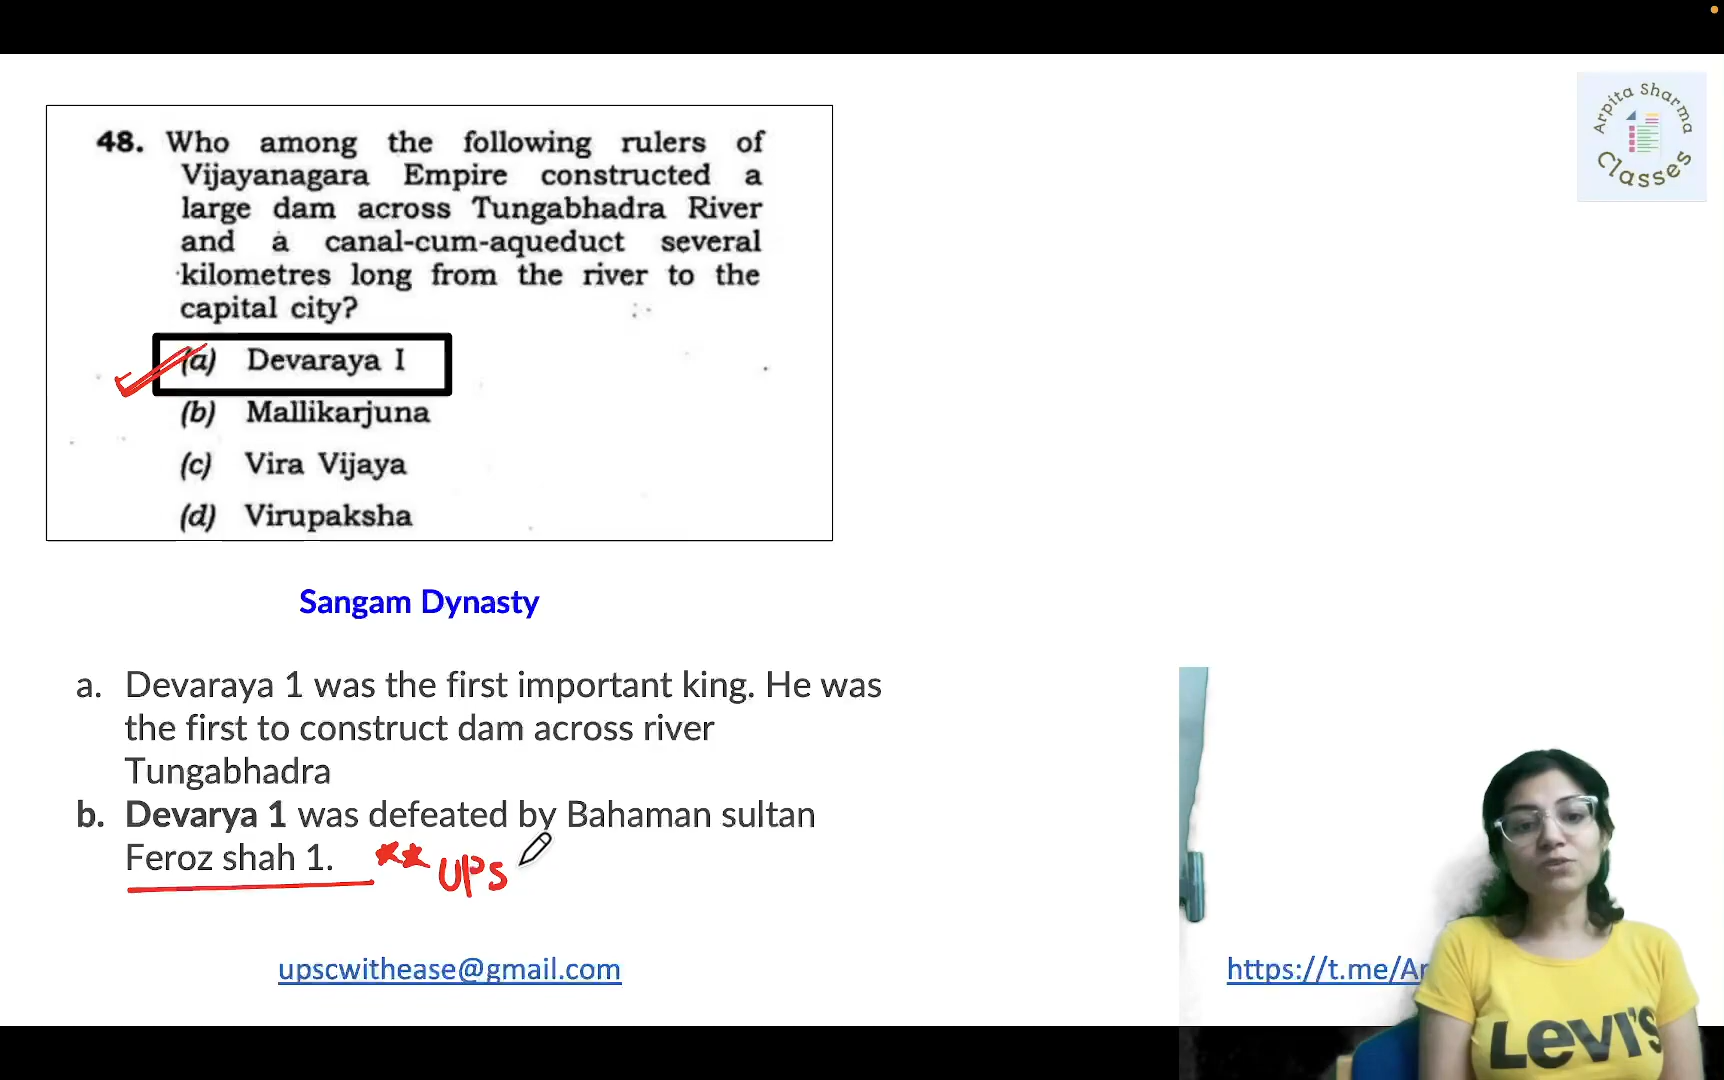 48. Who among the following rulers of
Vijayanagara Empire constructed a
large dam across Tungabhadra River
and a canal-cum-aqueduct several
kilometres long from the river to the
capital city?
(a) Devaraya I
(b) Mallikarjuna
(c) Vira Vijaya
(d) Virupaksha
Sangam Dynasty
a. Devaraya 1 was the first important king. He was
the first to construct dam across river
Tungabhadra
b. Devarya 1 was defeated by Bahaman sultan
Feroz shah 1. ** UPS
upscwithease@gmail.com
https://t.me/Ar
Arpita Sharma
Classes
LEVI'S